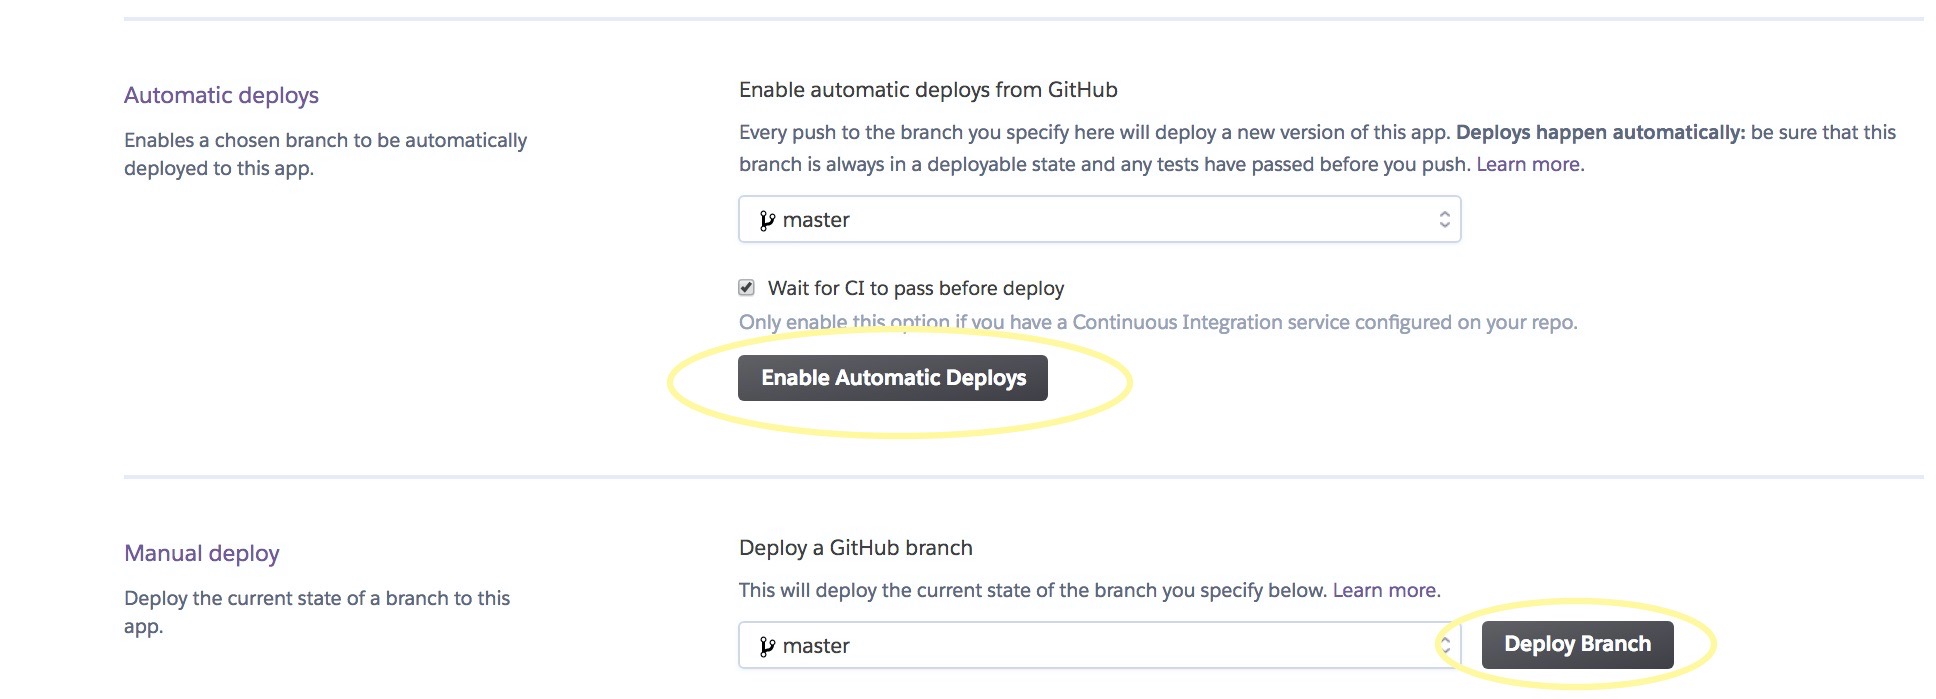 Automatic deploys
Enables a chosen branch to be automatically
deployed to this app.
Enable automatic deploys from GitHub
Every push to the branch you specify here will deploy a new version of this app. Deploys happen automatically: be sure that this
branch is always in a deployable state and any tests have passed before you push. Learn more.
master
Wait for CI to pass before deploy
Only enable this option if you have a Continuous Integration service configured on your repo.
Enable Automatic Deploys
Manual deploy
Deploy the current state of a branch to this
app.
Deploy a GitHub branch
This will deploy the current state of the branch you specify below. Learn more.
master
Deploy Branch